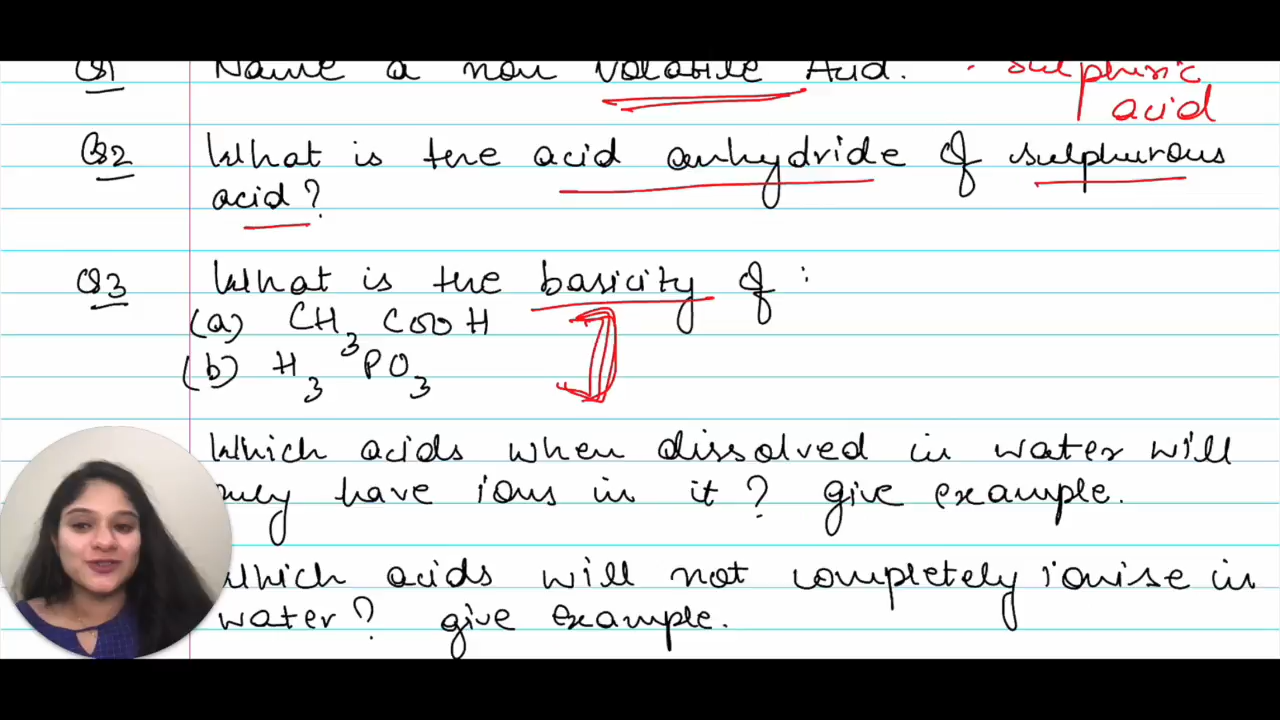 Q1 Name a non Volatile Acid. · Sulphuric
acid
Q2 What is the acid anhydride of sulphurous
acid?
Q3 What is the basicity of :
(a) CH3COOH
(b) H3PO3
Which acids when dissolved in water will
only have ions in it? give example.
which acids will not completely ionise in
water? give example.